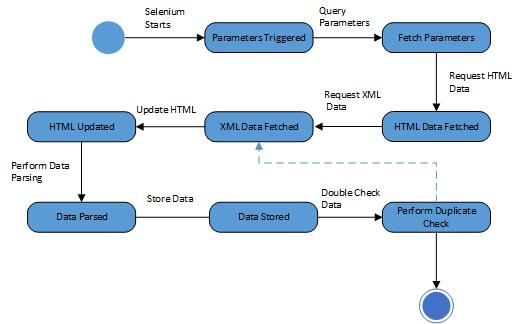 Selenium
Starts
Parameters Triggered
Query
Parameters
Fetch Parameters
Request HTML
Data
HTML Data Fetched
Request XML
Data
XML Data Fetched
Update HTML
HTML Updated
Perform Data
Parsing
Data Parsed
Store Data
Data Stored
Double Check
Data
Perform Duplicate
Check